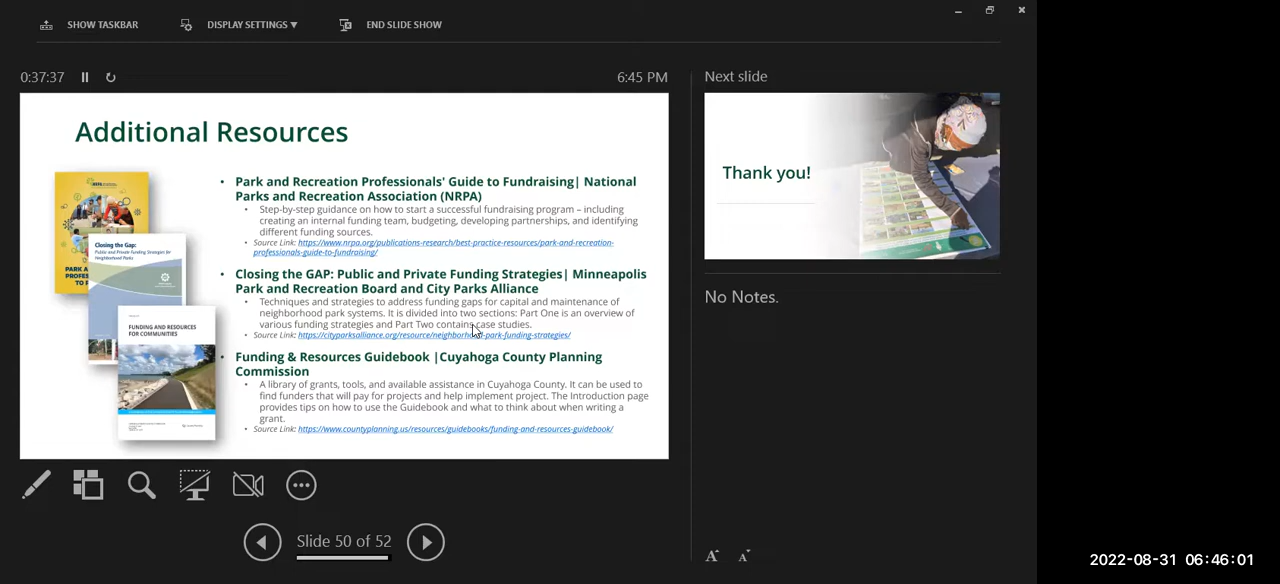 SHOW TASKBAR
DISPLAY SETTINGS ▼
END SLIDE SHOW
0:37:37
6:45 PM
Additional Resources
• Park and Recreation Professionals' Guide to Fundraising| National
Parks and Recreation Association (NRPA)
• Step-by-step guidance on how to start a successful fundraising program – including
creating an internal funding team, budgeting, developing partnerships, and identifying
different funding sources.
• Source Link: https://www.nrpa.org/publications-research/best-practice-resources/park-and-recreation-
professionals-guide-to-fundraising/
• Closing the GAP: Public and Private Funding Strategies| Minneapolis
Park and Recreation Board and City Parks Alliance
• Techniques and strategies to address funding gaps for capital and maintenance of
neighborhood park systems. It is divided into two sections: Part One is an overview of
various funding strategies and Part Two contains case studies.
• Source Link: https://cityparksalliance.org/resource/neighborhood-park-funding-strategies/
• Funding & Resources Guidebook |Cuyahoga County Planning
Commission
• A library of grants, tools, and available assistance in Cuyahoga County. It can be used to
find funders that will pay for projects and help implement project. The Introduction page
provides tips on how to use the Guidebook and what to think about when writing a
grant.
• Source Link: https://www.countyplanning.us/resources/guidebooks/funding-and-resources-guidebook/
Closing the Gap:
Public and Private Funding Strategies for
Neighborhood Parks
PARK A
PROFES
TO F
FUNDING AND RESOURCES
FOR COMMUNITIES
Slide 50 of 52
Next slide
Thank you!
No Notes.
A A
2022-08-31 06:46:01